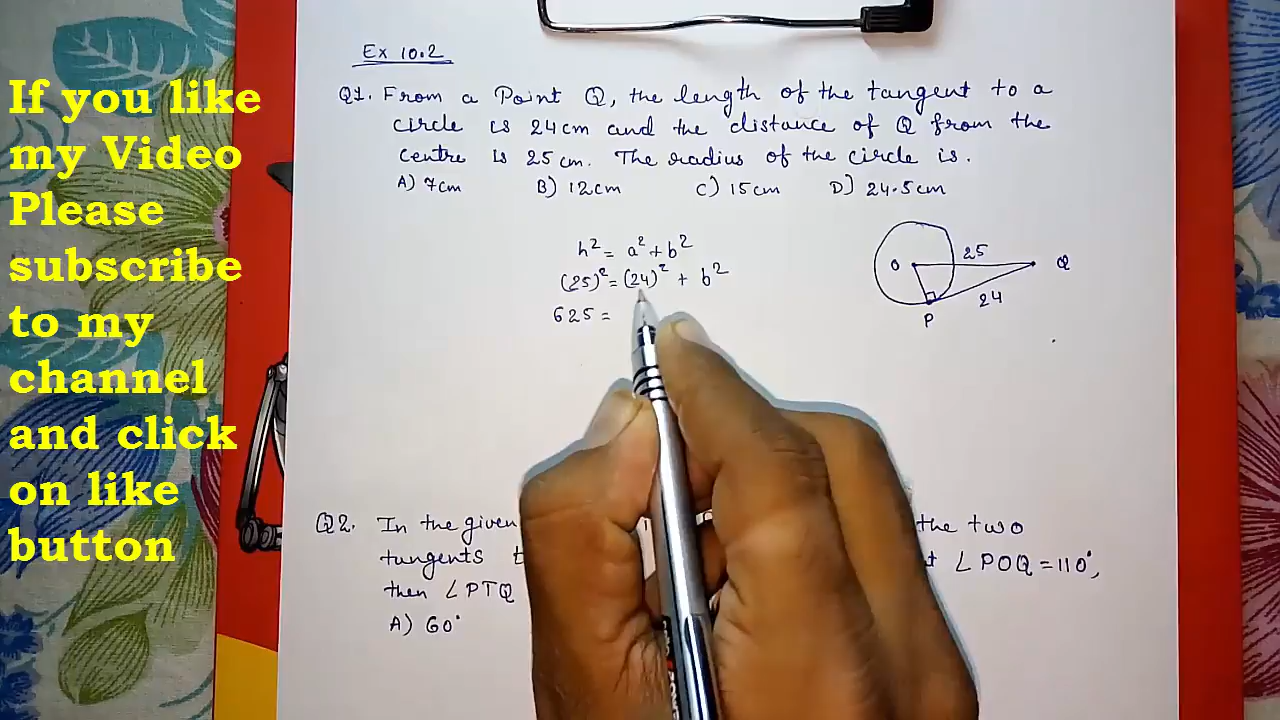 If you like
my Video
Please
subscribe
to my
channel
and click
on like
button
Ex 10.2
Q1. From a Point Q, the length of the tangent to a
circle is 24cm and the distance of Q from the
centre is 25 cm. The radius of the circle is.
A) 7cm B) 12cm C) 15cm D) 24.5cm
h² = a² + b²
(25)² = (24)² + b²
625 =
O 25 Q
24
P
Q2. In the given the two
tangents ∠POQ = 110°,
then ∠PTQ
A) 60°